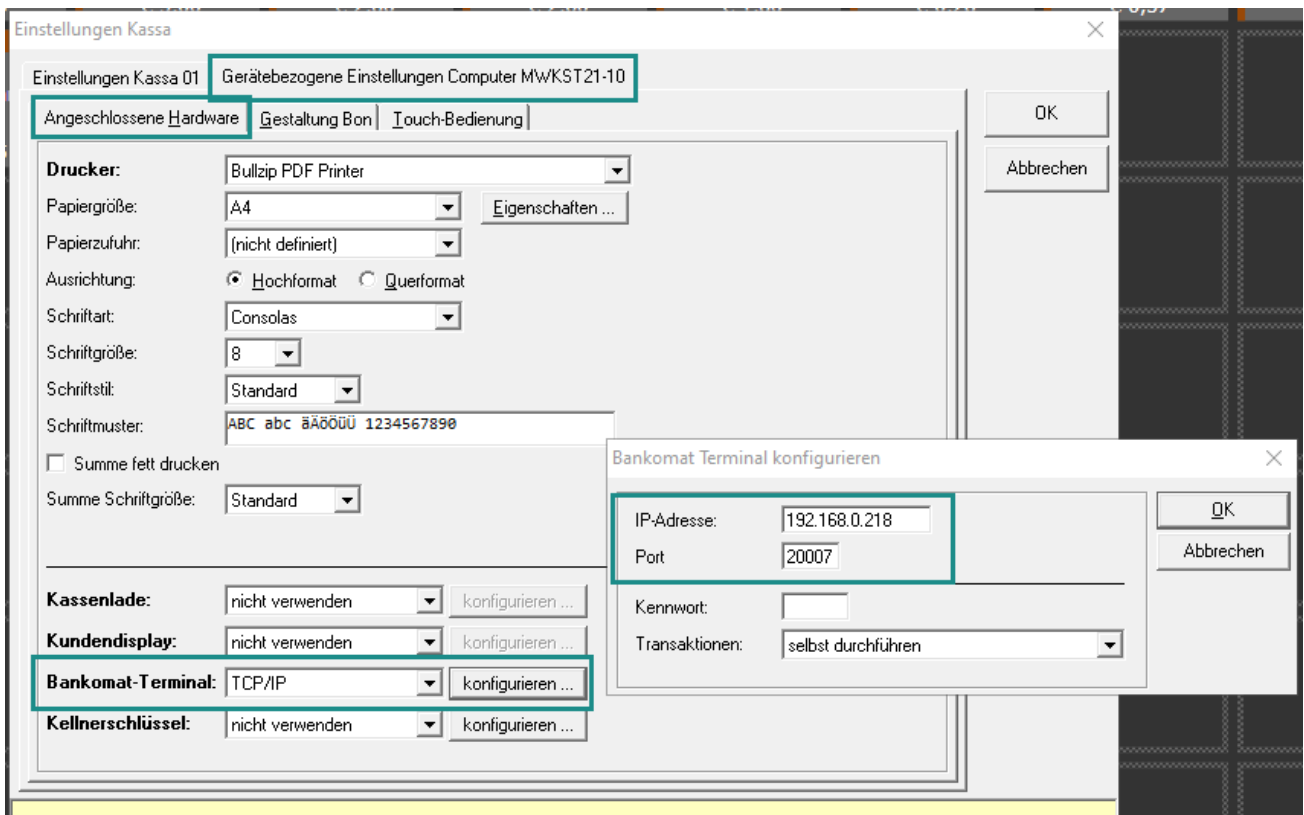 Einstellungen Kassa
Einstellungen Kassa 01
Gerätebezogene Einstellungen Computer MWKST21-10
Angeschlossene Hardware
Gestaltung Bon
Touch-Bedienung
OK
Abbrechen
Drucker: Bullzip PDF Printer
Papiergröße: A4 Eigenschaften ...
Papierzufuhr: (nicht definiert)
Ausrichtung: Hochformat Querformat
Schriftart: Consolas
Schriftgröße: 8
Schriftstil: Standard
Schriftmuster: ABC abc äÄöÖüÜ 1234567890
Summe fett drucken
Summe Schriftgröße: Standard
Kassenlade: nicht verwenden konfigurieren ...
Kundendisplay: nicht verwenden konfigurieren ...
Bankomat-Terminal: TCP/IP konfigurieren ...
Kellnerschlüssel: nicht verwenden konfigurieren ...
Bankomat Terminal konfigurieren
IP-Adresse: 192.168.0.218
Port 20007
Kennwort:
Transaktionen: selbst durchführen
OK
Abbrechen